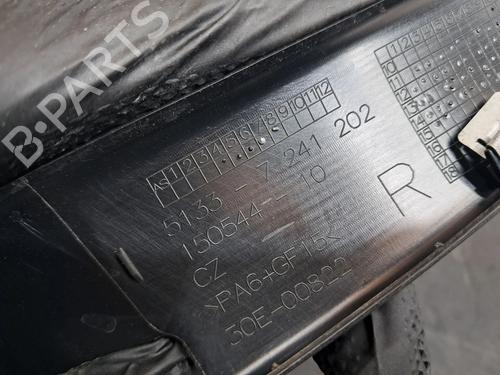 B-PARTS
AS 1 2 3 4 5 6 7 8 9 10 11 12
5133 - 7 241 202
150544 - 10
CZ
>PA6+GF15<
30E-00822
R